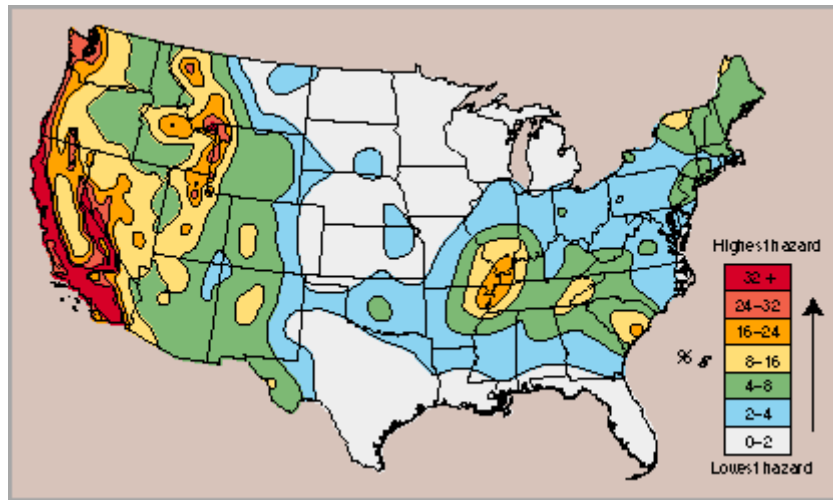 Highest hazard
32 +
24-32
16-24
8-16
4-8
2-4
0-2
% g
Lowest hazard